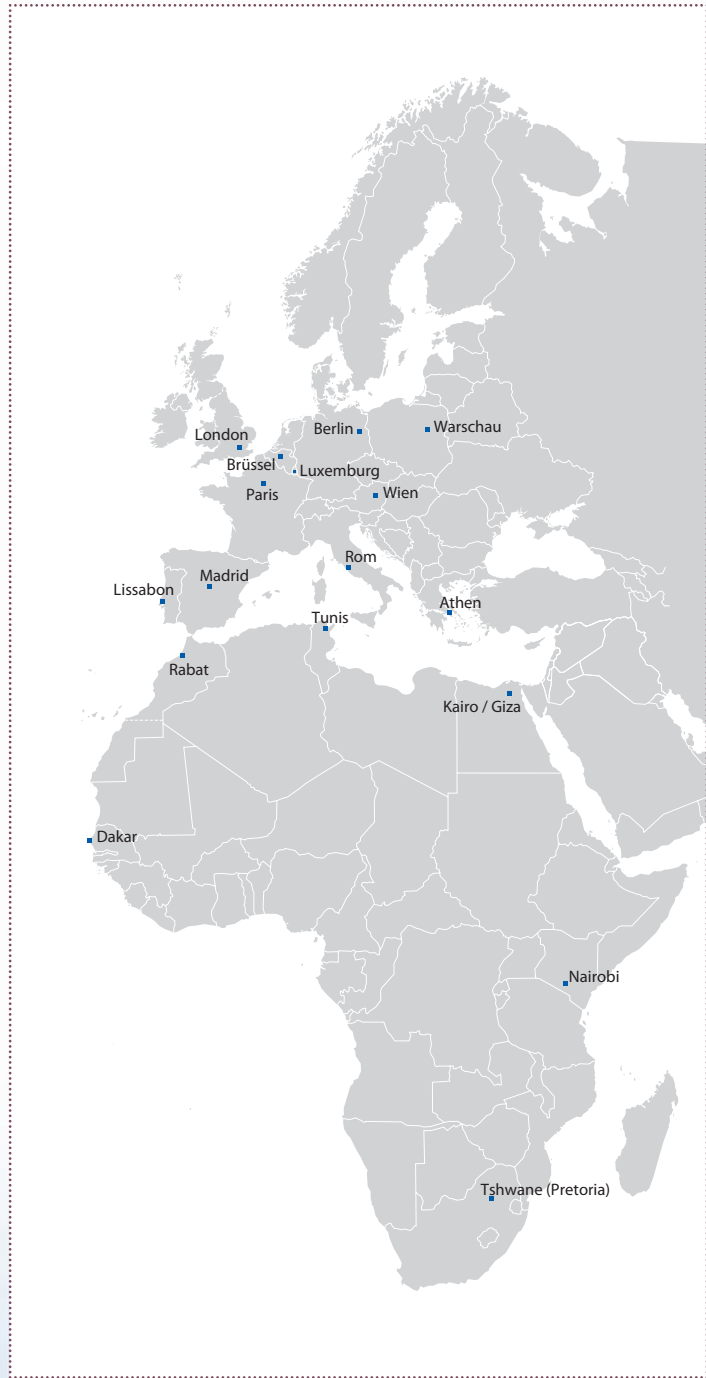 Berlin
Warschau
London
Brüssel
Luxemburg
Paris
Wien
Rom
Madrid
Lissabon
Athen
Tunis
Rabat
Kairo / Giza
Dakar
Nairobi
Tshwane (Pretoria)